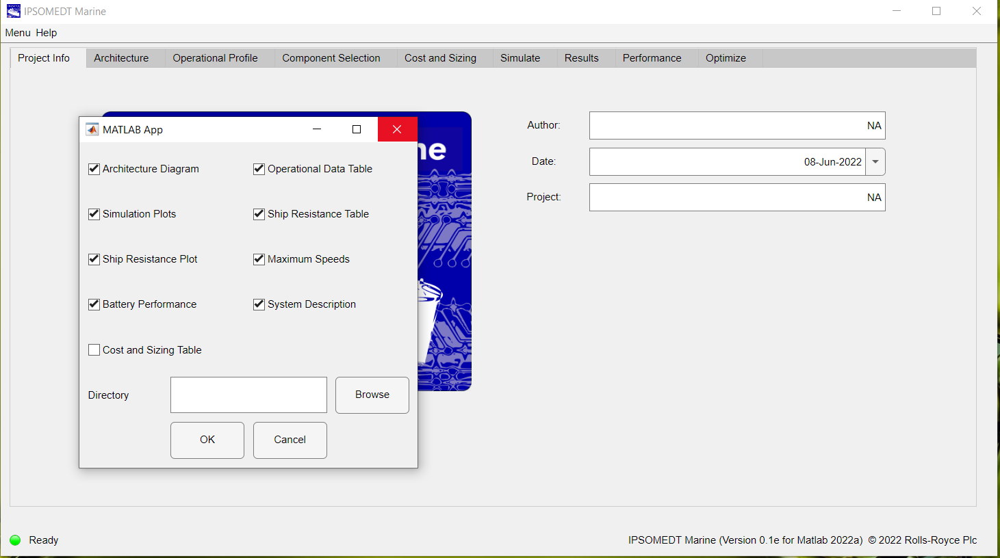 IPSOMEDT Marine
Menu Help
Project Info Architecture Operational Profile Component Selection Cost and Sizing Simulate Results Performance Optimize
MATLAB App
Architecture Diagram Operational Data Table
Simulation Plots Ship Resistance Table
Ship Resistance Plot Maximum Speeds
Battery Performance System Description
Cost and Sizing Table
Directory Browse
OK Cancel
Author: NA
Date: 08-Jun-2022
Project: NA
Ready IPSOMEDT Marine (Version 0.1e for Matlab 2022a) © 2022 Rolls-Royce Plc